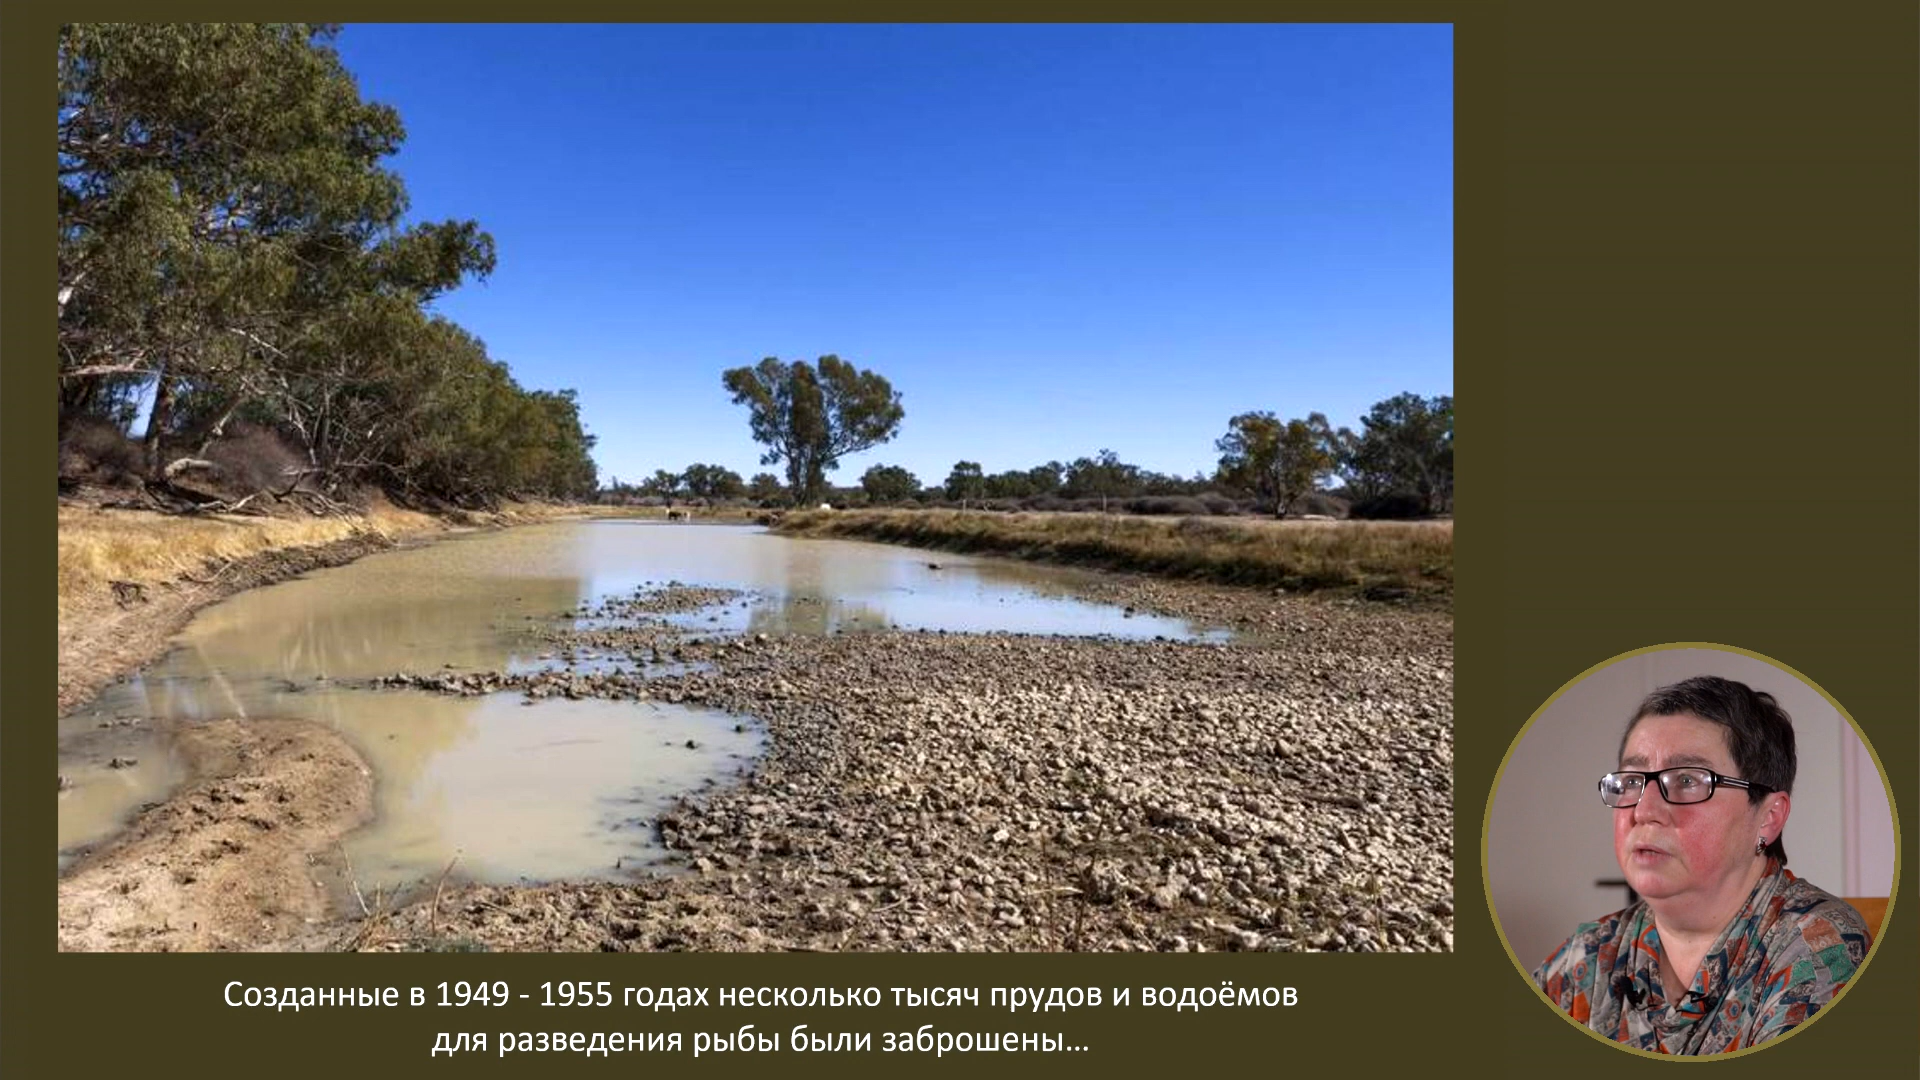 Созданные в 1949 - 1955 годах несколько тысяч прудов и водоёмов
для разведения рыбы были заброшены...